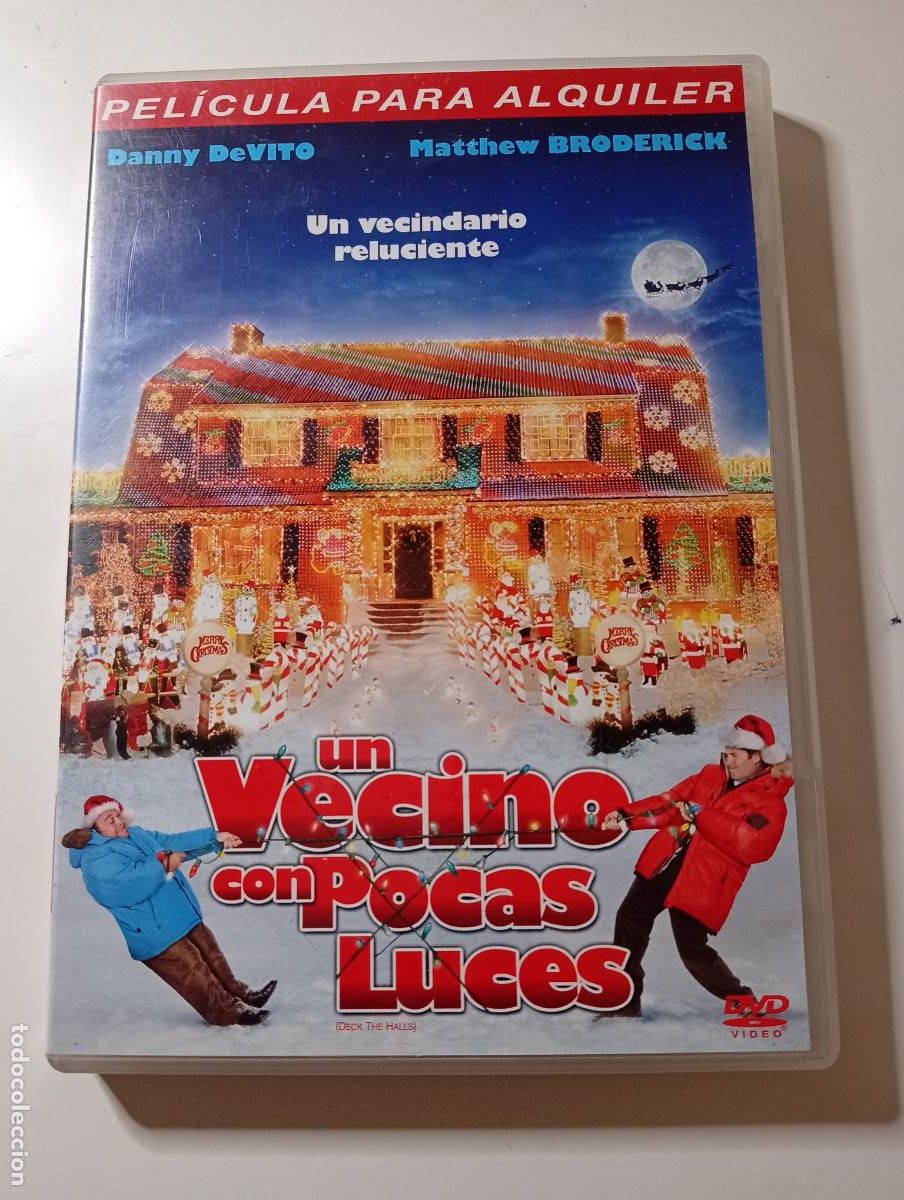 PELÍCULA PARA ALQUILER
Danny DeVITO Matthew BRODERICK
Un vecindario
reluciente
MERRY CHRISTMAS MERRY CHRISTMAS
un
Vecino
con Pocas
Luces
(DECK THE HALLS)
DVD
VIDEO
todocoleccion